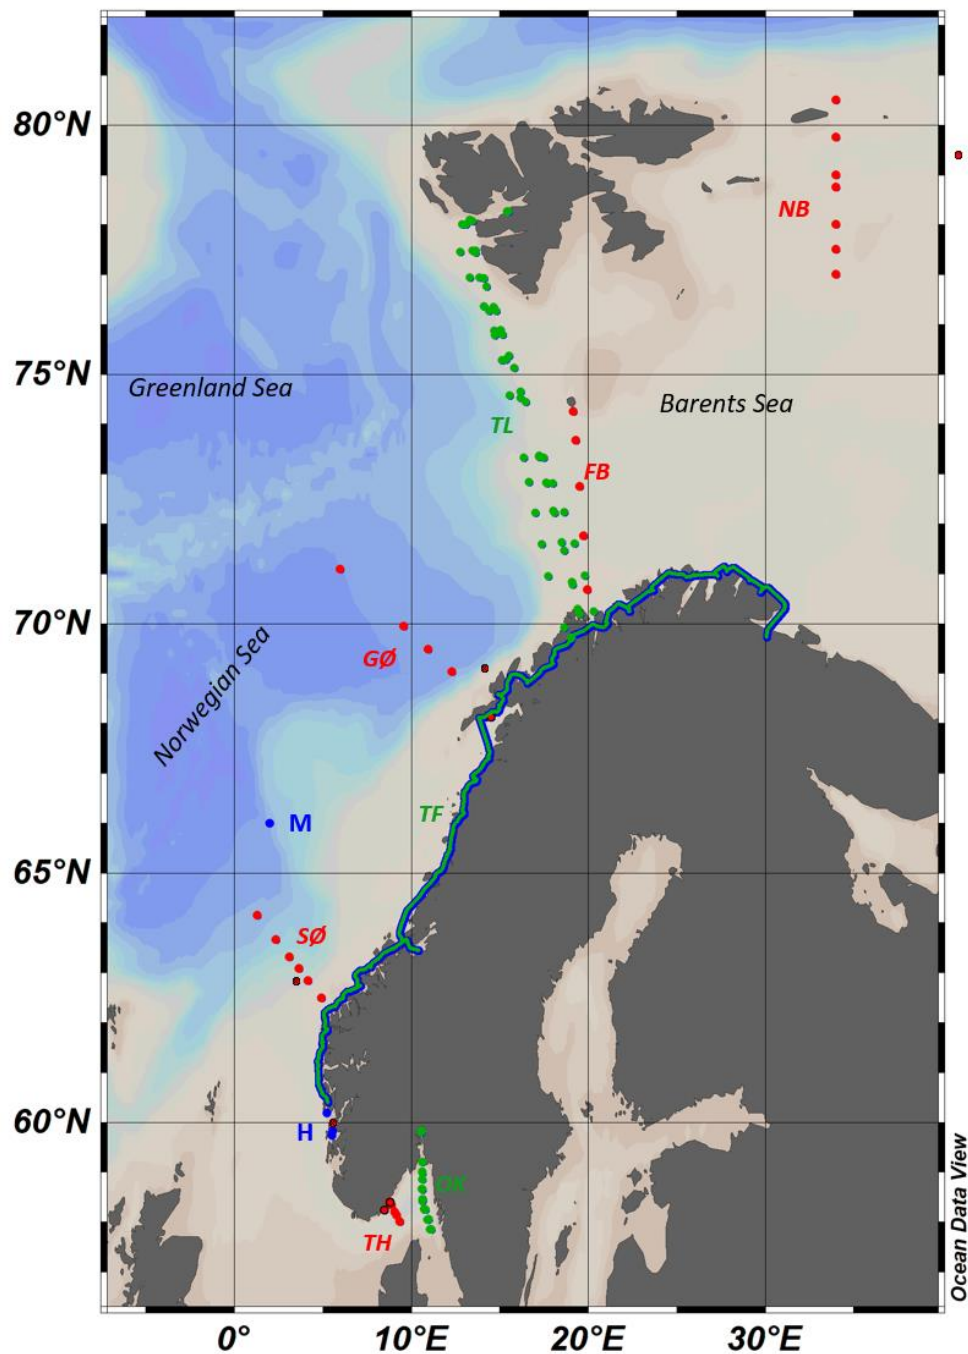 80°N
NB
75°N
Greenland Sea
Barents Sea
TL
FB
70°N
GØ
Norwegian Sea
TF
M
65°N
SØ
60°N
H
OK
TH
Ocean Data View
0°
10°E
20°E
30°E